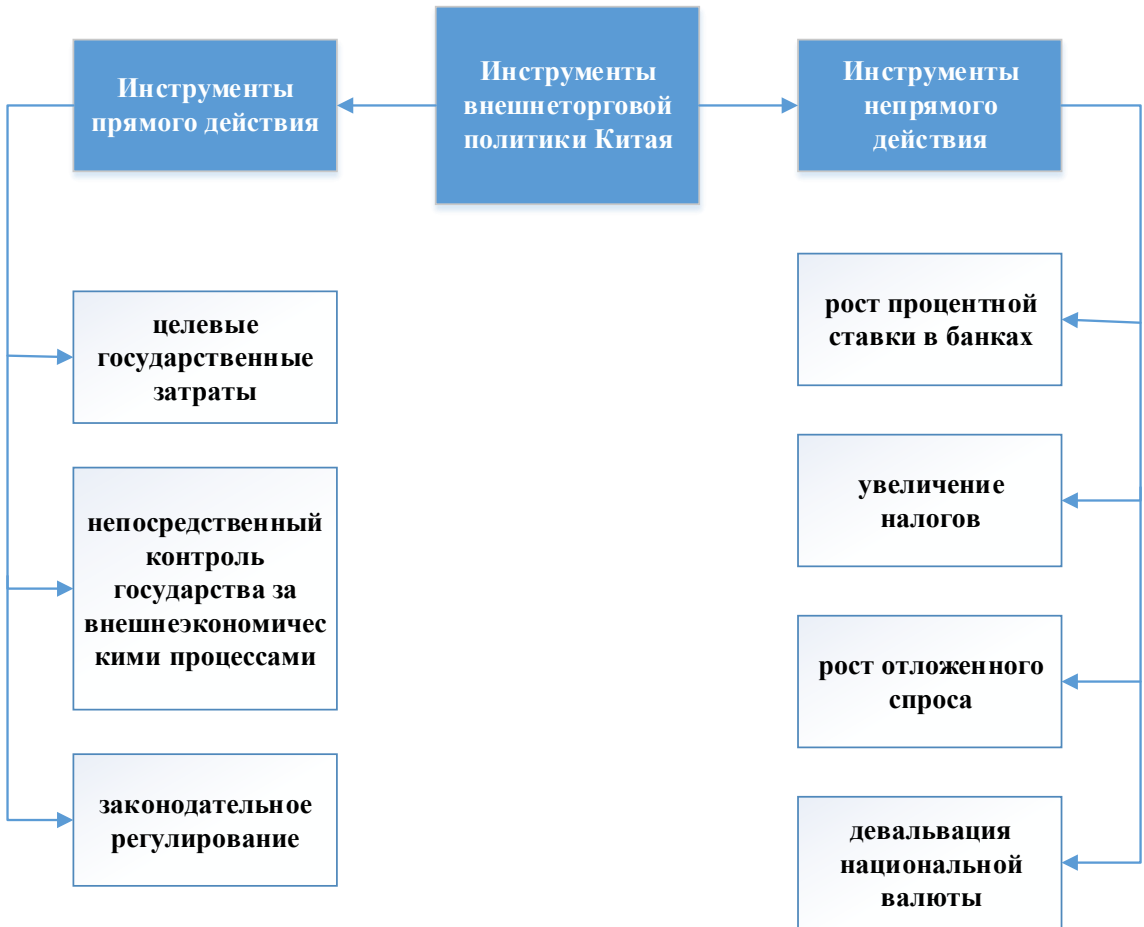 Инструменты
прямого действия
Инструменты
внешнеторговой
политики Китая
Инструменты
непрямого
действия
целевые
государственные
затраты
непосредственный
контроль
государства за
внешнеэкономичес
кими процессами
законодательное
регулирование
рост процентной
ставки в банках
увеличение
налогов
рост отложенного
спроса
девальвация
национальной
валюты